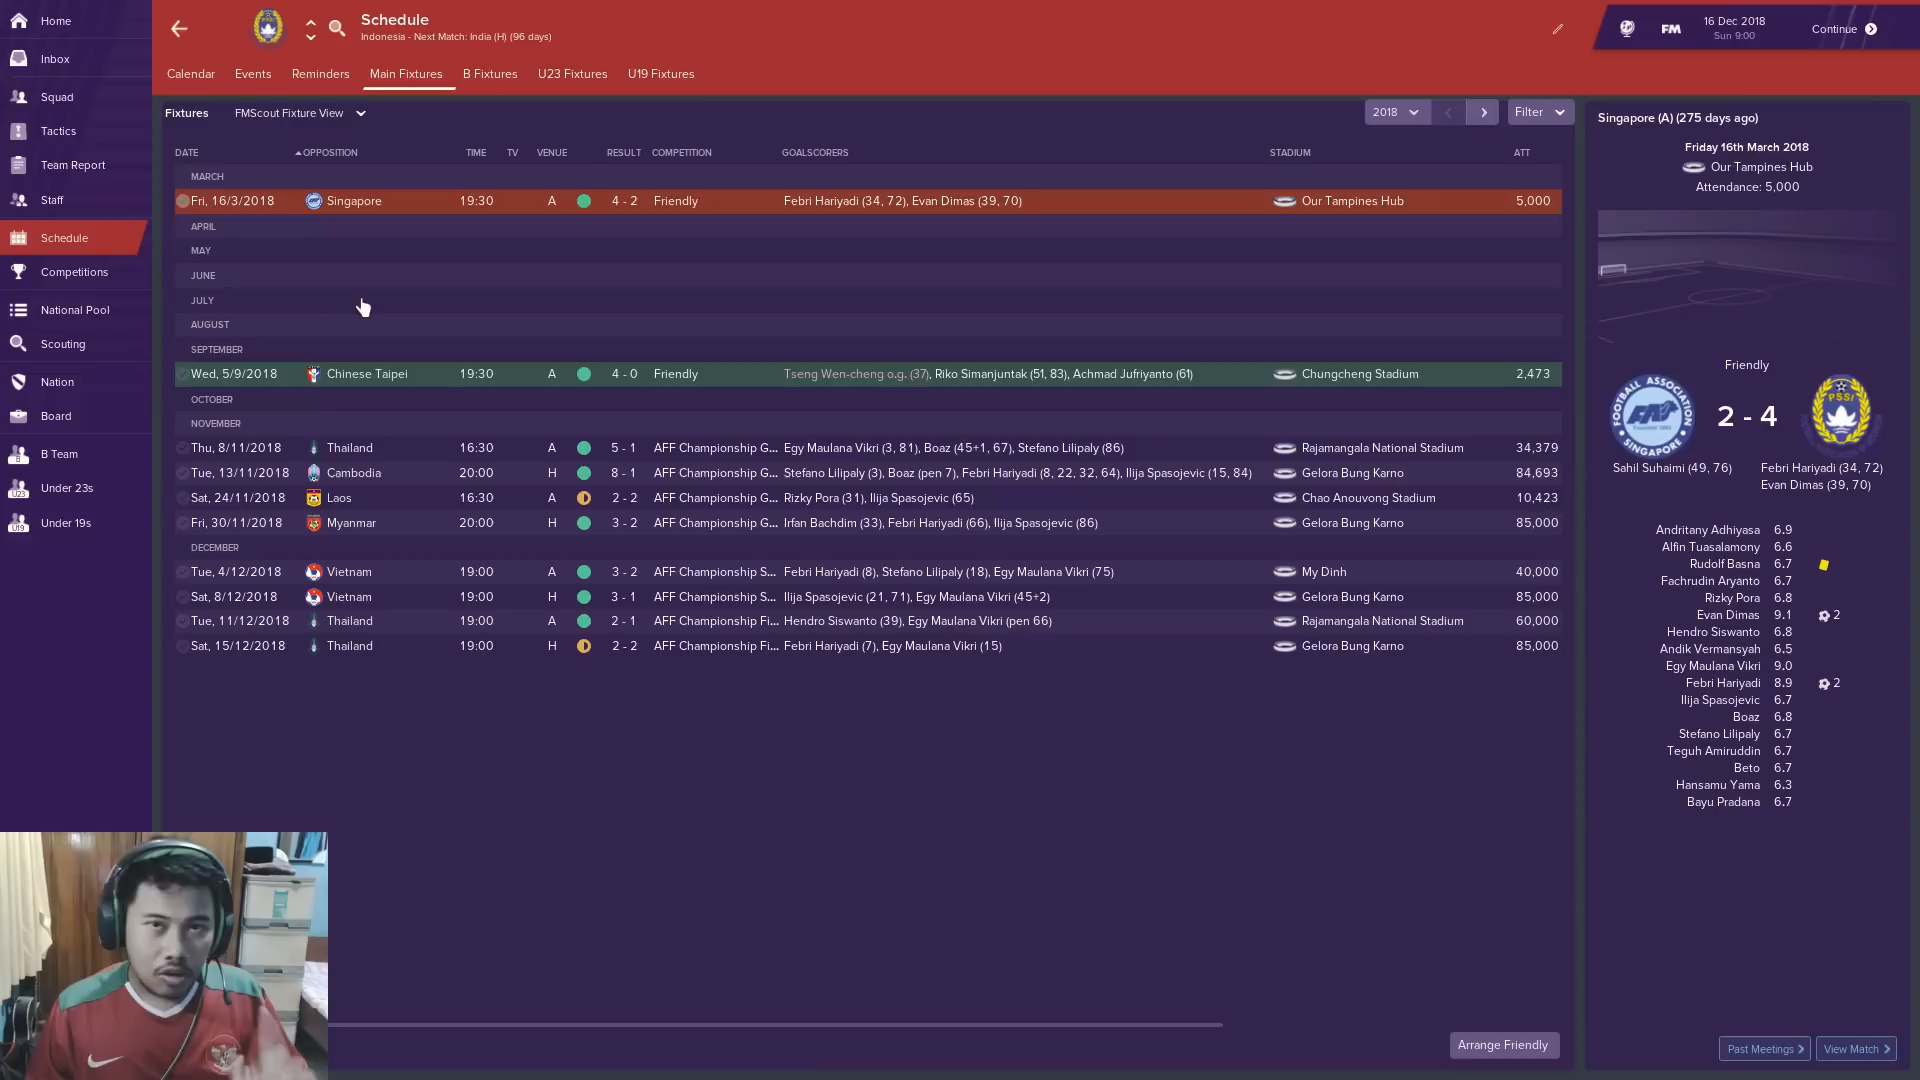 Home
Inbox
Squad
Tactics
Team Report
Staff
Schedule
Competitions
National Pool
Scouting
Nation
Board
B Team
Under 23s
Under 19s
Schedule
Indonesia - Next Match: India (H) (96 days)
FM
16 Dec 2018
Sun 9:00
Continue
Calendar Events Reminders Main Fixtures B Fixtures U23 Fixtures U19 Fixtures
Fixtures FMScout Fixture View 2018 Filter
DATE OPPOSITION TIME TV VENUE RESULT COMPETITION GOALSCORERS STADIUM ATT
MARCH
Fri, 16/3/2018 Singapore 19:30 A 4 - 2 Friendly Febri Hariyadi (34, 72), Evan Dimas (39, 70) Our Tampines Hub 5,000
APRIL
MAY
JUNE
JULY
AUGUST
SEPTEMBER
Wed, 5/9/2018 Chinese Taipei 19:30 A 4 - 0 Friendly Tseng Wen-cheng o.g. (37), Riko Simanjuntak (51, 83), Achmad Jufriyanto (61) Chungcheng Stadium 2,473
OCTOBER
NOVEMBER
Thu, 8/11/2018 Thailand 16:30 A 5 - 1 AFF Championship G... Egy Maulana Vikri (3, 81), Boaz (45+1, 67), Stefano Lilipaly (86) Rajamangala National Stadium 34,379
Tue, 13/11/2018 Cambodia 20:00 H 8 - 1 AFF Championship G... Stefano Lilipaly (3), Boaz (pen 7), Febri Hariyadi (8, 22, 32, 64), Ilija Spasojevic (15, 84) Gelora Bung Karno 84,693
Sat, 24/11/2018 Laos 16:30 A 2 - 2 AFF Championship G... Rizky Pora (31), Ilija Spasojevic (65) Chao Anouvong Stadium 10,423
Fri, 30/11/2018 Myanmar 20:00 H 3 - 2 AFF Championship G... Irfan Bachdim (33), Febri Hariyadi (66), Ilija Spasojevic (86) Gelora Bung Karno 85,000
DECEMBER
Tue, 4/12/2018 Vietnam 19:00 A 3 - 2 AFF Championship S... Febri Hariyadi (8), Stefano Lilipaly (18), Egy Maulana Vikri (75) My Dinh 40,000
Sat, 8/12/2018 Vietnam 19:00 H 3 - 1 AFF Championship S... Ilija Spasojevic (21, 71), Egy Maulana Vikri (45+2) Gelora Bung Karno 85,000
Tue, 11/12/2018 Thailand 19:00 A 2 - 1 AFF Championship Fi... Hendro Siswanto (39), Egy Maulana Vikri (pen 66) Rajamangala National Stadium 60,000
Sat, 15/12/2018 Thailand 19:00 H 2 - 2 AFF Championship Fi... Febri Hariyadi (7), Egy Maulana Vikri (15) Gelora Bung Karno 85,000
Arrange Friendly
Singapore (A) (275 days ago)
Friday 16th March 2018
Our Tampines Hub
Attendance: 5,000
Friendly
FOOTBALL ASSOCIATION
FAS
SINGAPORE
2 - 4
PSSI
Sahil Suhaimi (49, 76) Febri Hariyadi (34, 72)
Evan Dimas (39, 70)
Andritany Adhiyasa 6.9
Alfin Tuasalamony 6.6
Rudolf Basna 6.7
Fachrudin Aryanto 6.7
Rizky Pora 6.8
Evan Dimas 9.1 2
Hendro Siswanto 6.8
Andik Vermansyah 6.5
Egy Maulana Vikri 9.0
Febri Hariyadi 8.9 2
Ilija Spasojevic 6.7
Boaz 6.8
Stefano Lilipaly 6.7
Teguh Amiruddin 6.7
Beto 6.7
Hansamu Yama 6.3
Bayu Pradana 6.7
Past Meetings View Match